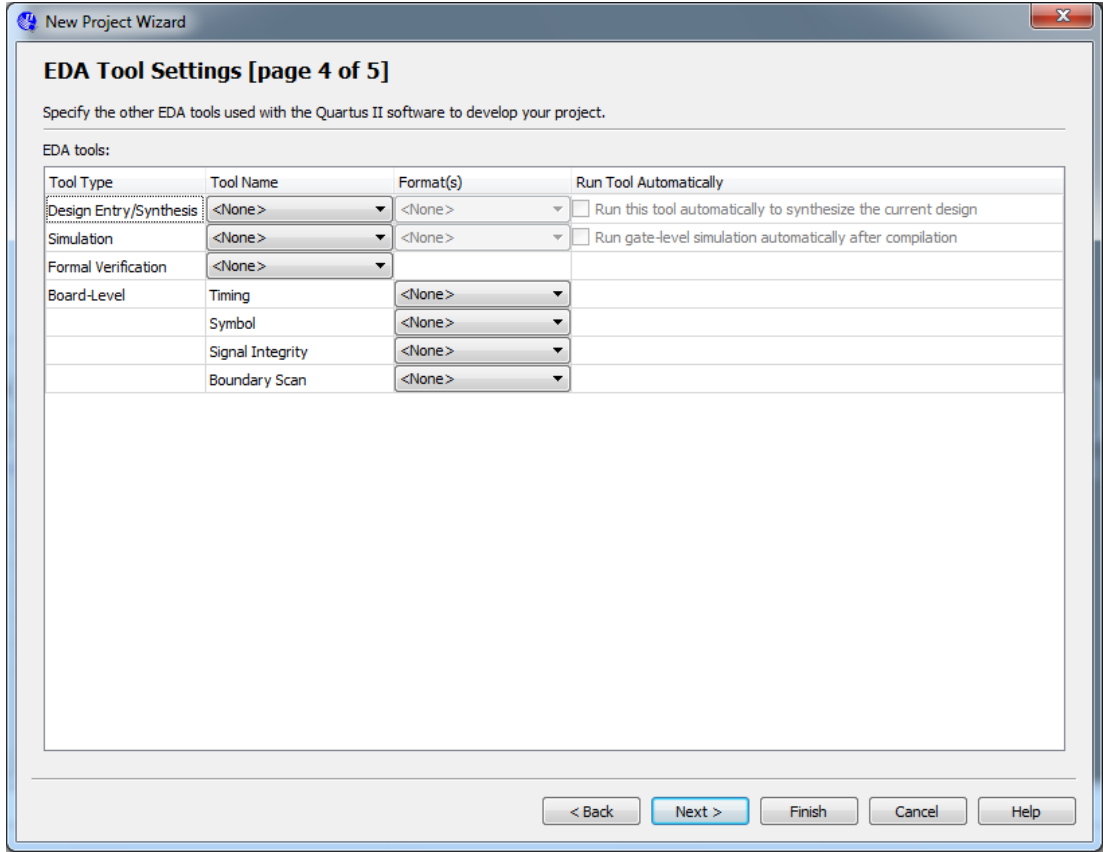 New Project Wizard
EDA Tool Settings [page 4 of 5]
Specify the other EDA tools used with the Quartus II software to develop your project.
EDA tools:
Tool Type Tool Name Format(s) Run Tool Automatically
Design Entry/Synthesis <None> <None> Run this tool automatically to synthesize the current design
Simulation <None> <None> Run gate-level simulation automatically after compilation
Formal Verification <None>
Board-Level Timing <None>
Symbol <None>
Signal Integrity <None>
Boundary Scan <None>
< Back Next > Finish Cancel Help